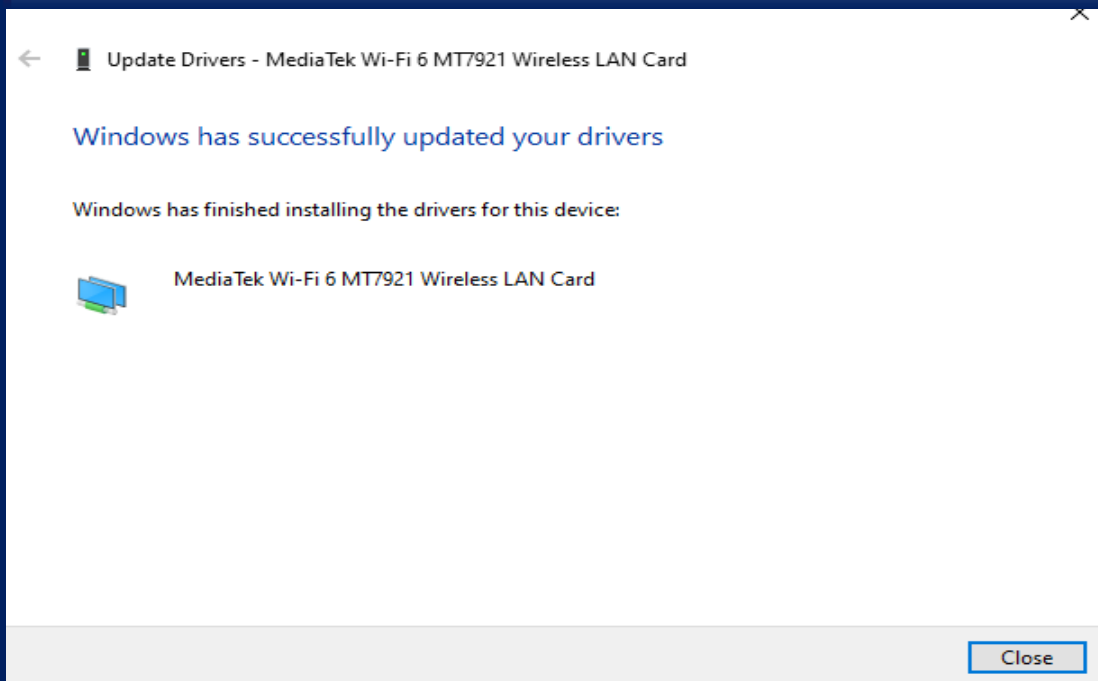 Update Drivers - MediaTek Wi-Fi 6 MT7921 Wireless LAN Card
Windows has successfully updated your drivers
Windows has finished installing the drivers for this device:
MediaTek Wi-Fi 6 MT7921 Wireless LAN Card
Close